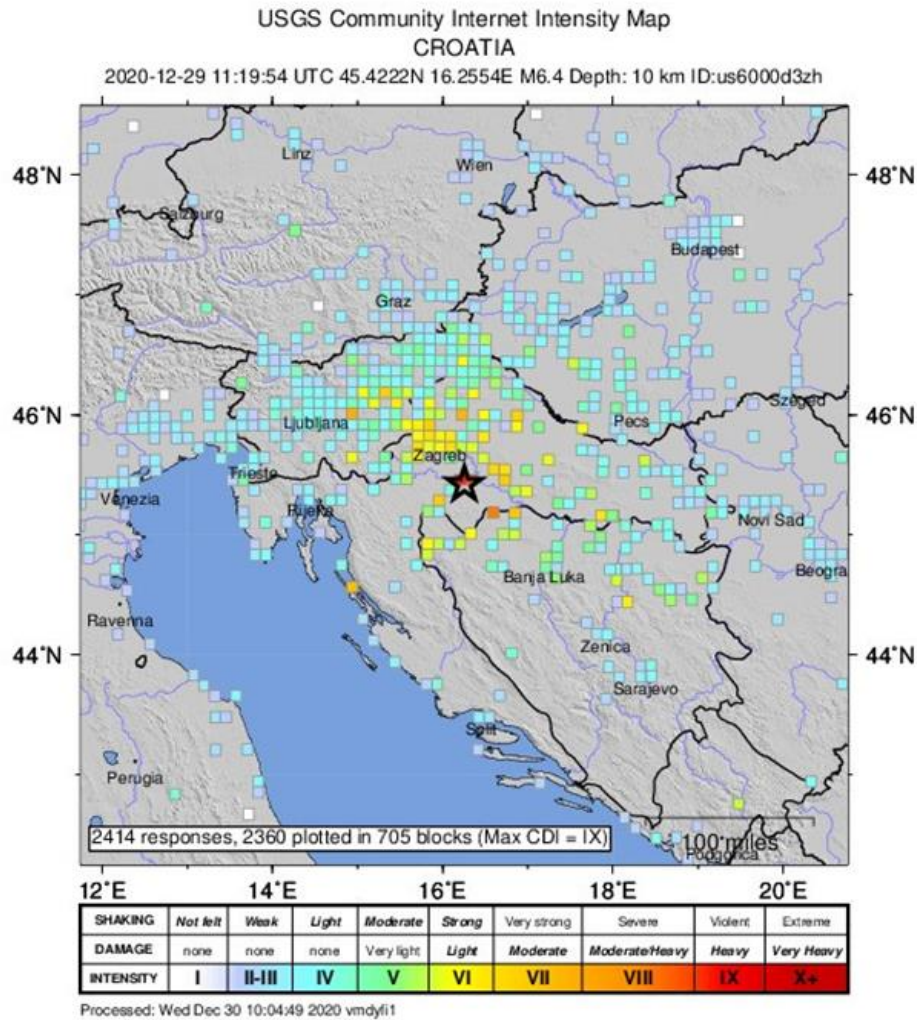 USGS Community Internet Intensity Map
CROATIA
2020-12-29 11:19:54 UTC 45.4222N 16.2554E M6.4 Depth: 10 km ID:us6000d3zh
48°N 48°N
46°N 46°N
44°N 44°N
Linz
Wien
Salzburg
Budapest
Graz
Szeged
Ljubljana
Pecs
Zagreb
Trieste
Venezia
Rijeka
Novi Sad
Banja Luka
Beogra
Ravenna
Zenica
Sarajevo
Split
Perugia
2414 responses, 2360 plotted in 705 blocks (Max CDI = IX)
100 miles
Podgorica
12°E 14°E 16°E 18°E 20°E
SHAKING Not felt Weak Light Moderate Strong Very strong Severe Violent Extreme
DAMAGE none none none Very light Light Moderate Moderate/Heavy Heavy Very Heavy
INTENSITY I II-III IV V VI VII VIII IX X+
Processed: Wed Dec 30 10:04:49 2020 vmdyfi1